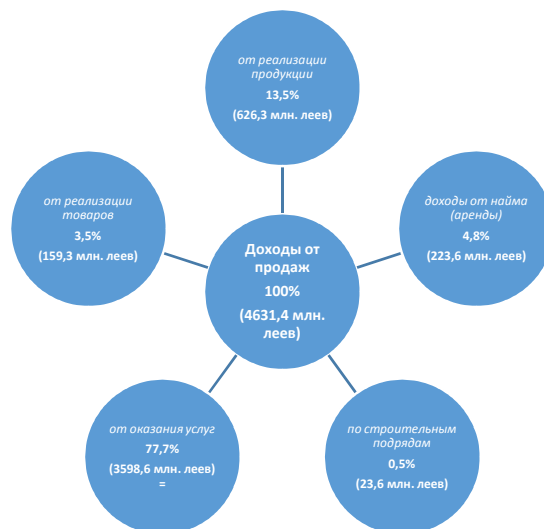 от реализации
продукции
13,5%
(626,3 млн. леев)
доходы от найма
(аренды)
4,8%
(223,6 млн. леев)
по строительным
подрядам
0,5%
(23,6 млн. леев)
от оказания услуг
77,7%
(3598,6 млн. леев)
=
от реализации
товаров
3,5%
(159,3 млн. леев)
Доходы от
продаж
100%
(4631,4 млн.
леев)